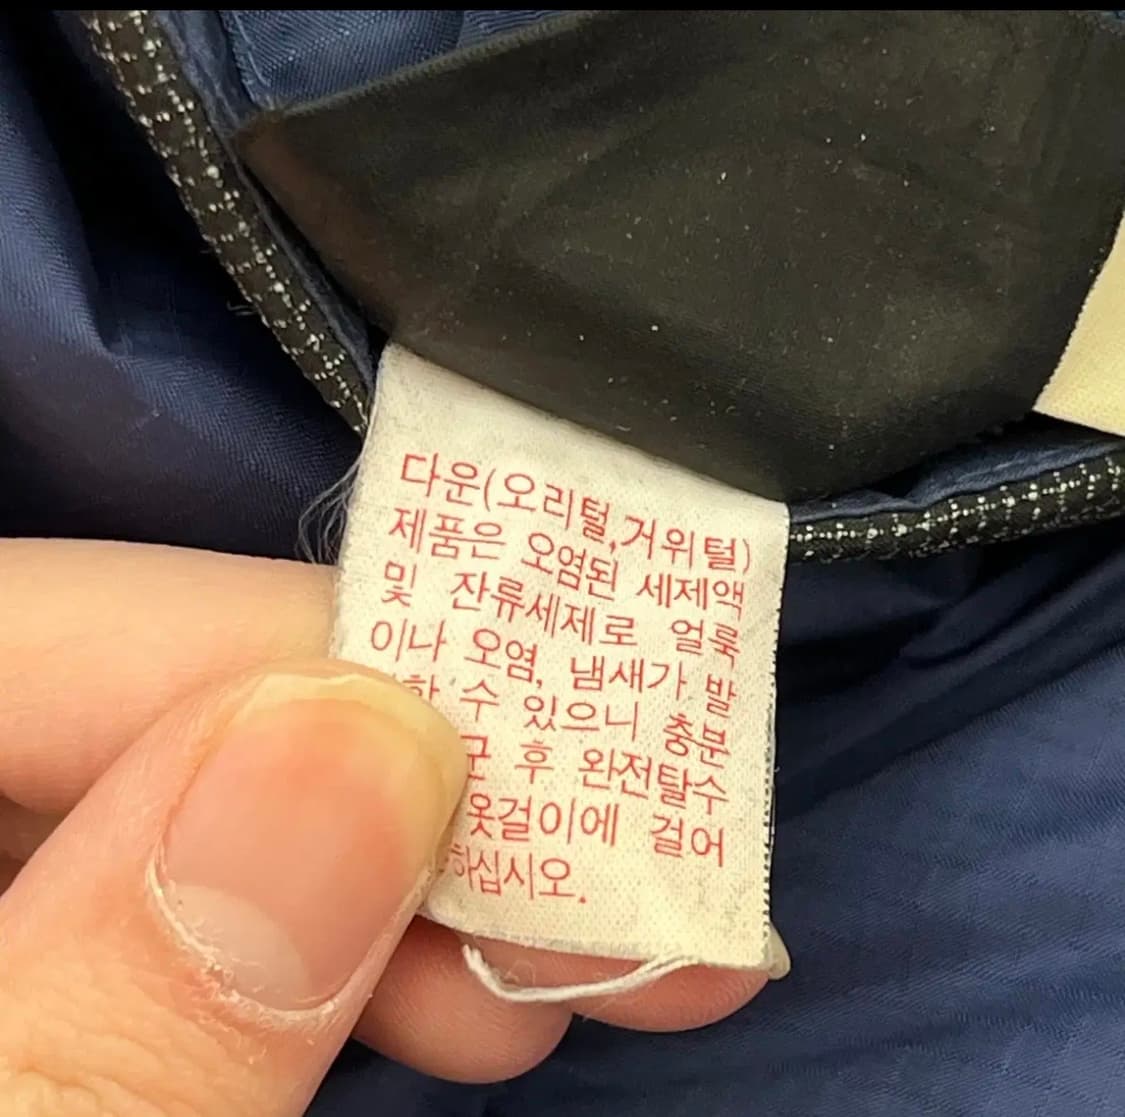 다운(오리털,거위털)
제품은 오염된 세제액
및 잔류세제로 얼룩
이나 오염, 냄새가 발
수 있으니 충분
후 완전탈수
옷걸이에 걸어
하십시오.